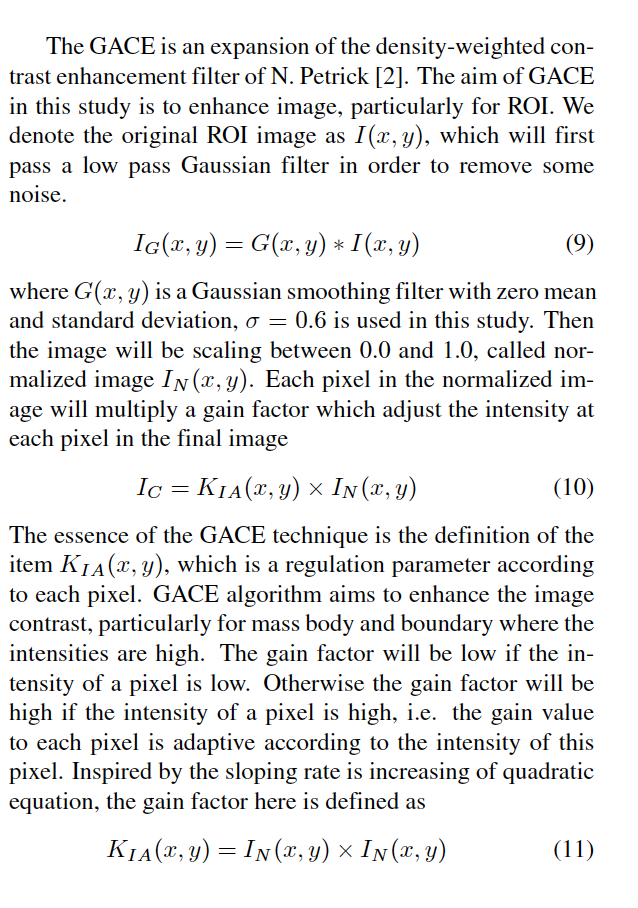 The GACE is an expansion of the density-weighted con-
trast enhancement filter of N. Petrick [2]. The aim of GACE
in this study is to enhance image, particularly for ROI. We
denote the original ROI image as I(x, y), which will first
pass a low pass Gaussian filter in order to remove some
noise.
I_G(x, y) = G(x, y) ∗ I(x, y) (9)
where G(x, y) is a Gaussian smoothing filter with zero mean
and standard deviation, σ = 0.6 is used in this study. Then
the image will be scaling between 0.0 and 1.0, called nor-
malized image I_N(x, y). Each pixel in the normalized im-
age will multiply a gain factor which adjust the intensity at
each pixel in the final image
I_C = K_{IA}(x, y) × I_N(x, y) (10)
The essence of the GACE technique is the definition of the
item K_{IA}(x, y), which is a regulation parameter according
to each pixel. GACE algorithm aims to enhance the image
contrast, particularly for mass body and boundary where the
intensities are high. The gain factor will be low if the in-
tensity of a pixel is low. Otherwise the gain factor will be
high if the intensity of a pixel is high, i.e. the gain value
to each pixel is adaptive according to the intensity of this
pixel. Inspired by the sloping rate is increasing of quadratic
equation, the gain factor here is defined as
K_{IA}(x, y) = I_N(x, y) × I_N(x, y) (11)